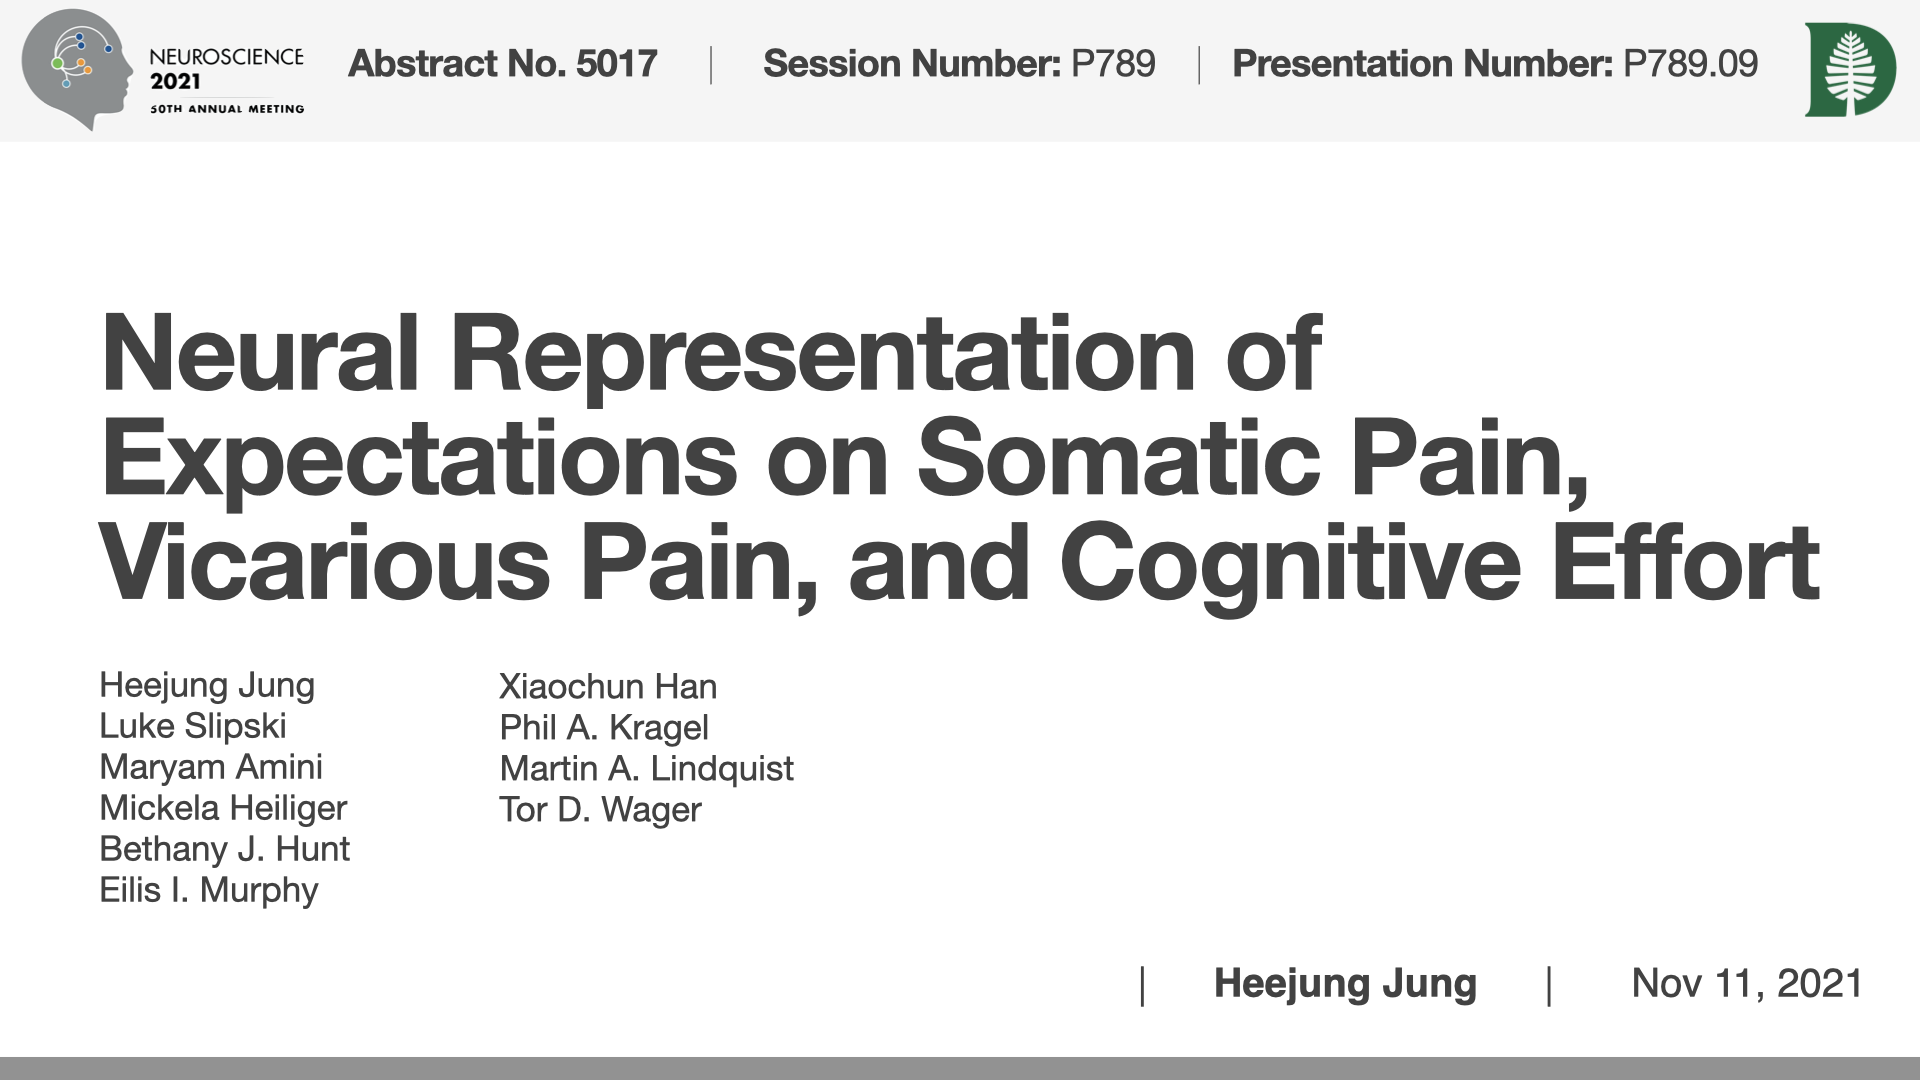 NEUROSCIENCE
2021
50TH ANNUAL MEETING
Abstract No. 5017 | Session Number: P789 | Presentation Number: P789.09
D
Neural Representation of
Expectations on Somatic Pain,
Vicarious Pain, and Cognitive Effort
Heejung Jung
Luke Slipski
Maryam Amini
Mickela Heiliger
Bethany J. Hunt
Eilis I. Murphy
Xiaochun Han
Phil A. Kragel
Martin A. Lindquist
Tor D. Wager
| Heejung Jung | Nov 11, 2021